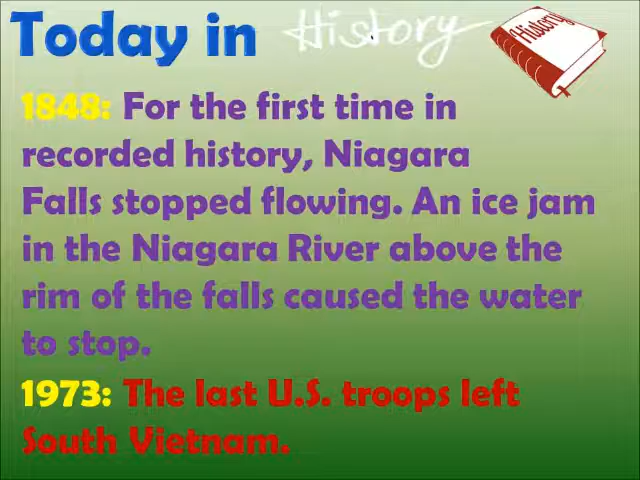 Today in History
History
1848: For the first time in
recorded history, Niagara
Falls stopped flowing. An ice jam
in the Niagara River above the
rim of the falls caused the water
to stop.
1973: The last U.S. troops left
South Vietnam.